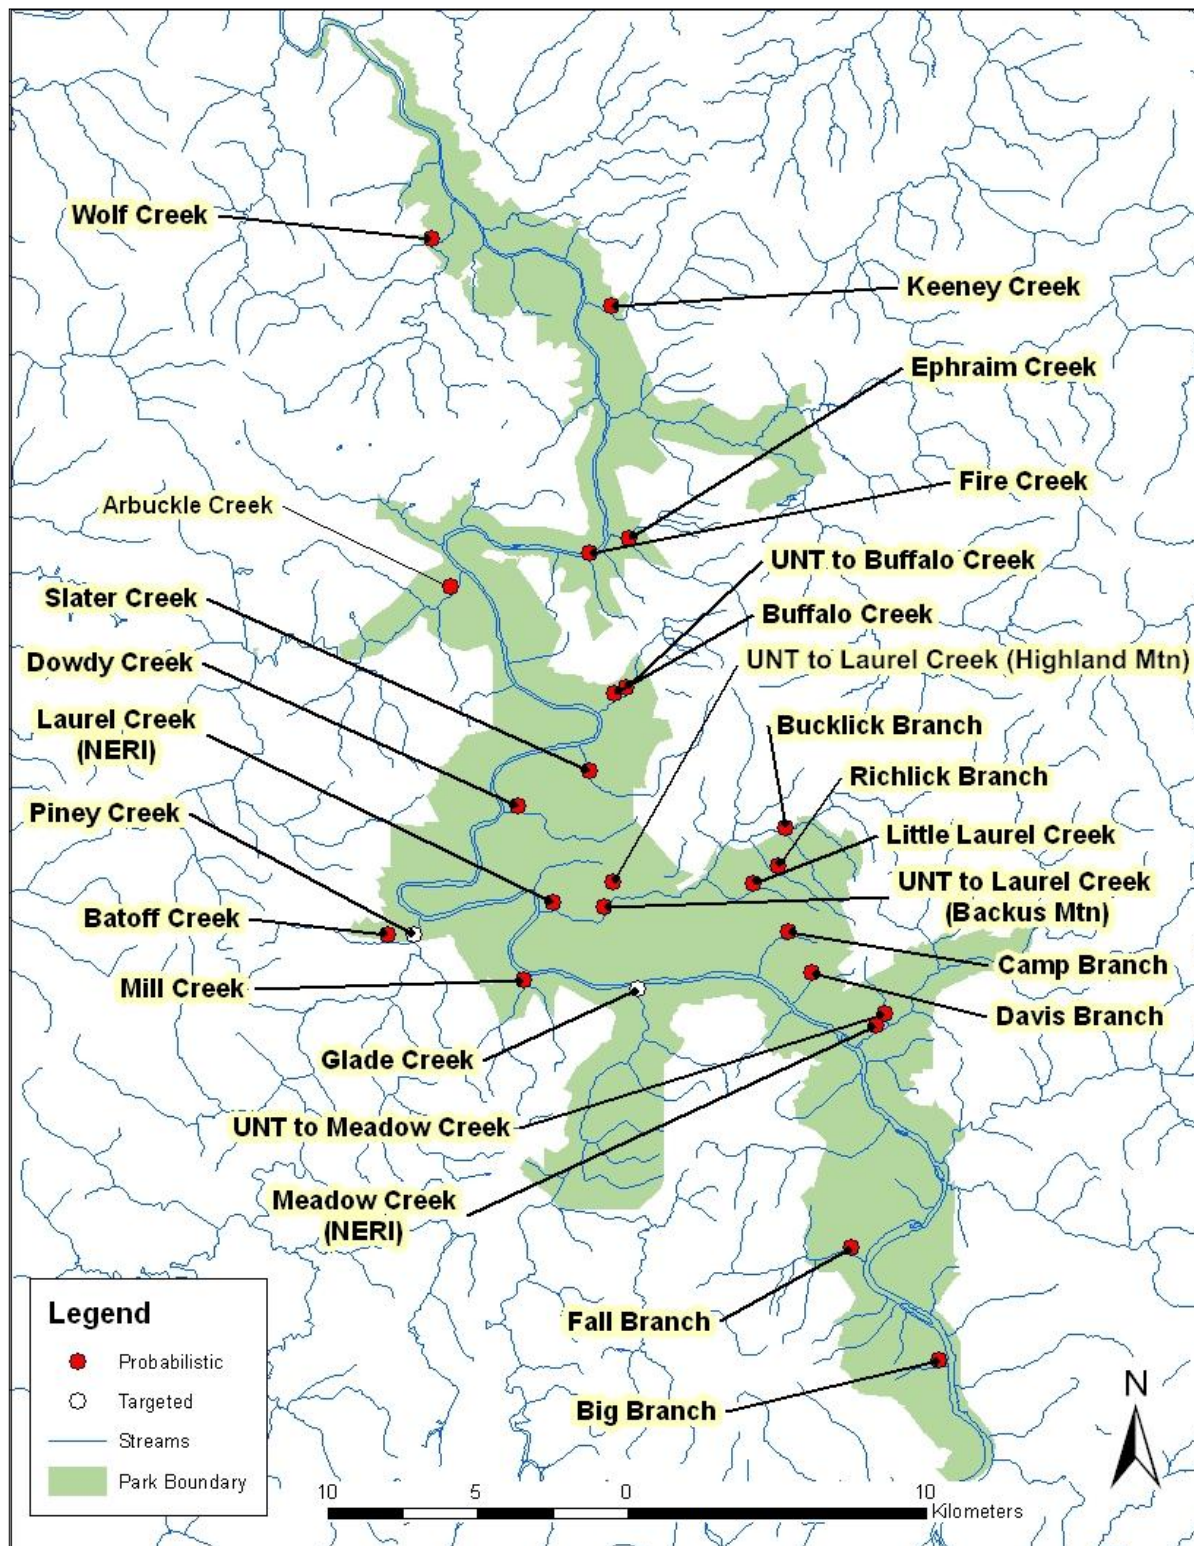 Wolf Creek
Keeney Creek
Ephraim Creek
Fire Creek
Arbuckle Creek
UNT to Buffalo Creek
Slater Creek
Buffalo Creek
Dowdy Creek
UNT to Laurel Creek (Highland Mtn)
Laurel Creek
(NERI)
Bucklick Branch
Richlick Branch
Piney Creek
Little Laurel Creek
UNT to Laurel Creek
(Backus Mtn)
Batoff Creek
Camp Branch
Mill Creek
Davis Branch
Glade Creek
UNT to Meadow Creek
Meadow Creek
(NERI)
Fall Branch
Big Branch
Legend
Probabilistic
Targeted
Streams
Park Boundary
N
10 5 0 10
Kilometers